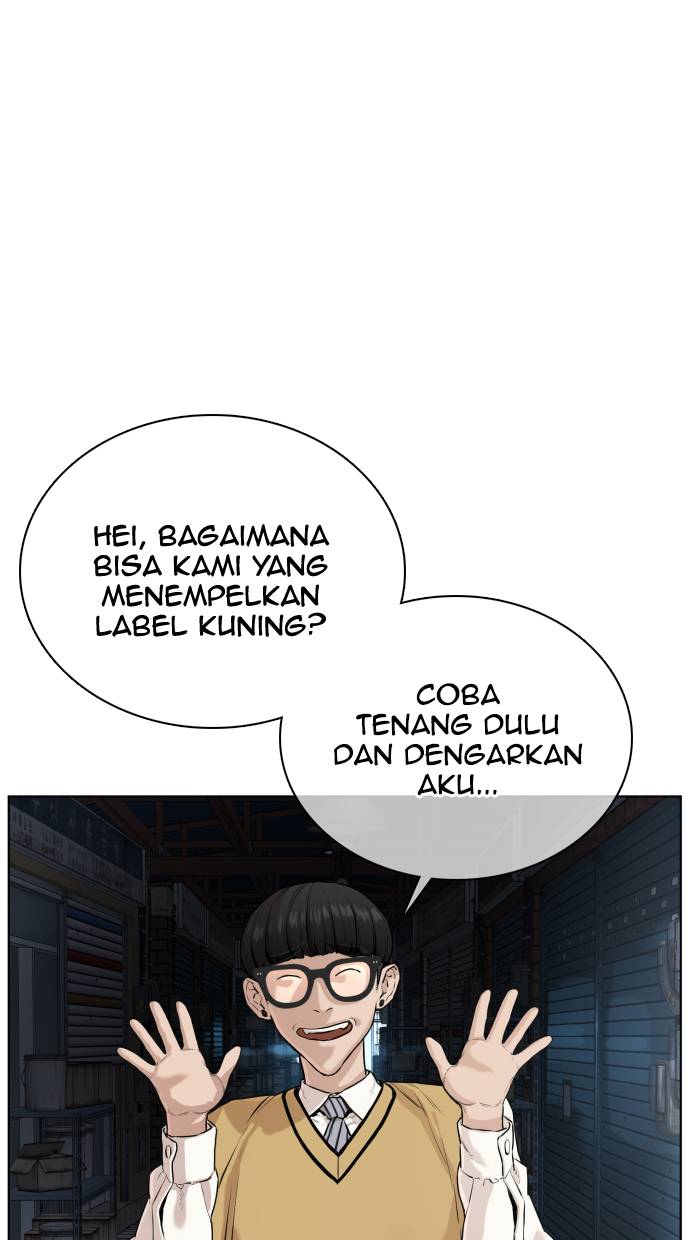 HEI, BAGAIMANA
BISA KAMI YANG
MENEMPELKAN
LABEL KUNING?
COBA
TENANG DULU
DAN DENGARKAN
AKU...